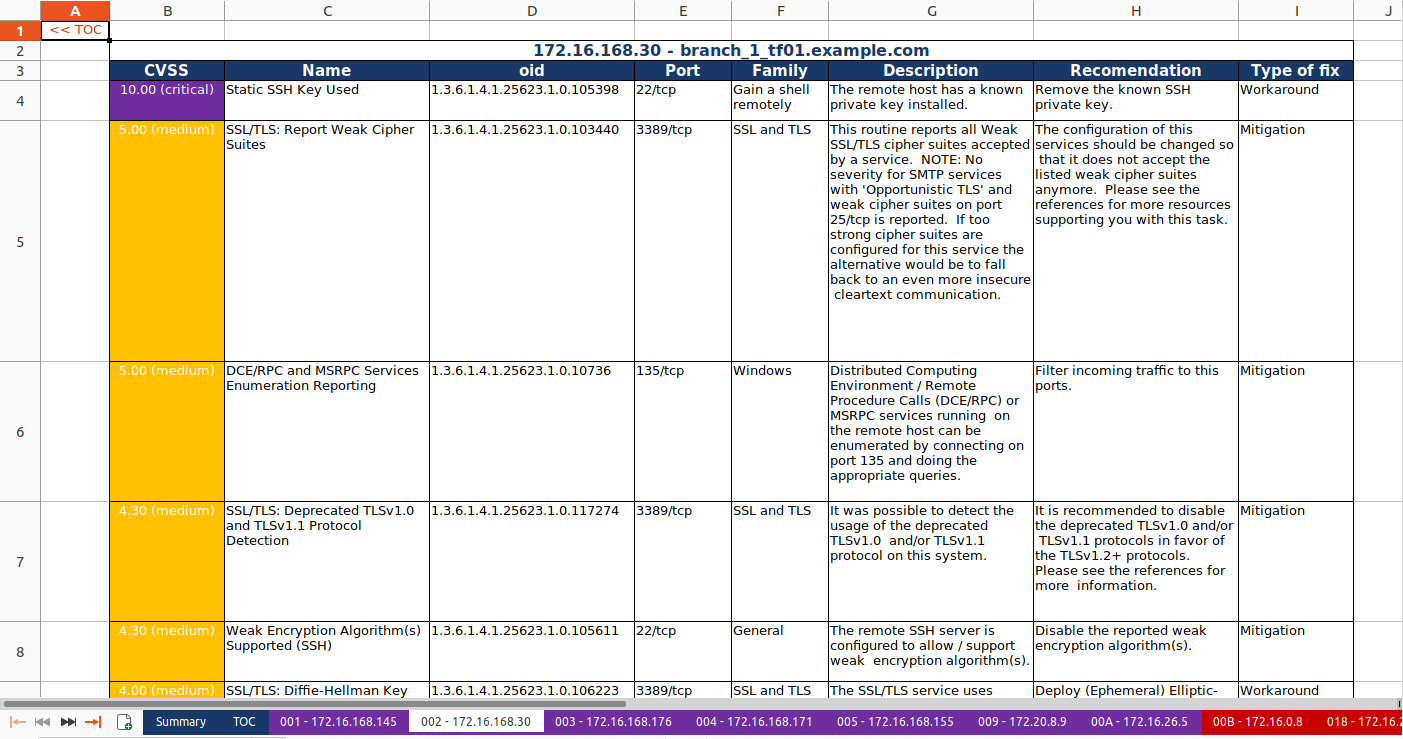 A B C D E F G H I J
1 << TOC
2 172.16.168.30 - branch_1_tf01.example.com
3 CVSS Name oid Port Family Description Recomendation Type of fix
4 10.00 (critical) Static SSH Key Used 1.3.6.1.4.1.25623.1.0.105398 22/tcp Gain a shell The remote host has a known Remove the known SSH Workaround
remotely private key installed. private key.
5
5.00 (medium) SSL/TLS: Report Weak Cipher 1.3.6.1.4.1.25623.1.0.103440 3389/tcp SSL and TLS This routine reports all Weak The configuration of this Mitigation
Suites SSL/TLS cipher suites accepted services should be changed so
by a service.  NOTE: No that it does not accept the
severity for SMTP services listed weak cipher suites
with 'Opportunistic TLS' and anymore.  Please see the
weak cipher suites on port references for more resources
25/tcp is reported.  If too supporting you with this task.
strong cipher suites are
configured for this service the
alternative would be to fall
back to an even more insecure
cleartext communication.
6
5.00 (medium) DCE/RPC and MSRPC Services 1.3.6.1.4.1.25623.1.0.10736 135/tcp Windows Distributed Computing Filter incoming traffic to this Mitigation
Enumeration Reporting Environment / Remote ports.
Procedure Calls (DCE/RPC) or
MSRPC services running  on
the remote host can be
enumerated by connecting on
port 135 and doing the
appropriate queries.
7
4.30 (medium) SSL/TLS: Deprecated TLSv1.0 1.3.6.1.4.1.25623.1.0.117274 3389/tcp SSL and TLS It was possible to detect the It is recommended to disable Mitigation
and TLSv1.1 Protocol usage of the deprecated the deprecated TLSv1.0 and/or
Detection TLSv1.0  and/or TLSv1.1 TLSv1.1 protocols in favor of
protocol on this system. the TLSv1.2+ protocols.
Please see the references for
more  information.
8
4.30 (medium) Weak Encryption Algorithm(s) 1.3.6.1.4.1.25623.1.0.105611 22/tcp General The remote SSH server is Disable the reported weak Mitigation
Supported (SSH) configured to allow / support encryption algorithm(s).
weak  encryption algorithm(s).
4.00 (medium) SSL/TLS: Diffie-Hellman Key 1.3.6.1.4.1.25623.1.0.106223 3389/tcp SSL and TLS The SSL/TLS service uses Deploy (Ephemeral) Elliptic- Workaround
Summary TOC 001 - 172.16.168.145 002 - 172.16.168.30 003 - 172.16.168.176 004 - 172.16.168.171 005 - 172.16.168.155 009 - 172.20.8.9 00A - 172.16.26.5 00B - 172.16.0.8 018 - 172.16.